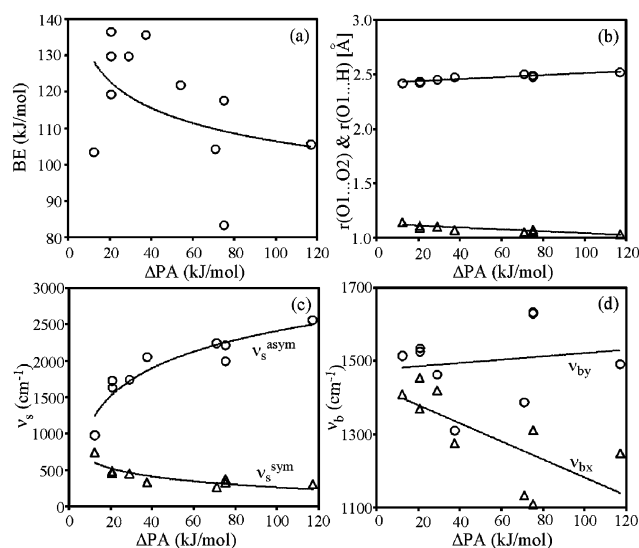 (a)
BE (kJ/mol)
140
130
120
110
100
90
80
0 20 40 60 80 100 120
ΔPA (kJ/mol)
(b)
r(O1...O2) & r(O1...H) [Å]
3.0
2.5
2.0
1.5
1.0
0 20 40 60 80 100 120
ΔPA (kJ/mol)
(c)
νs (cm⁻¹)
3000
2500
2000
1500
1000
500
0
νs asym
νs sym
0 20 40 60 80 100 120
ΔPA (kJ/mol)
(d)
νb (cm⁻¹)
1700
1500
1300
1100
νby
νbx
0 20 40 60 80 100 120
ΔPA (kJ/mol)